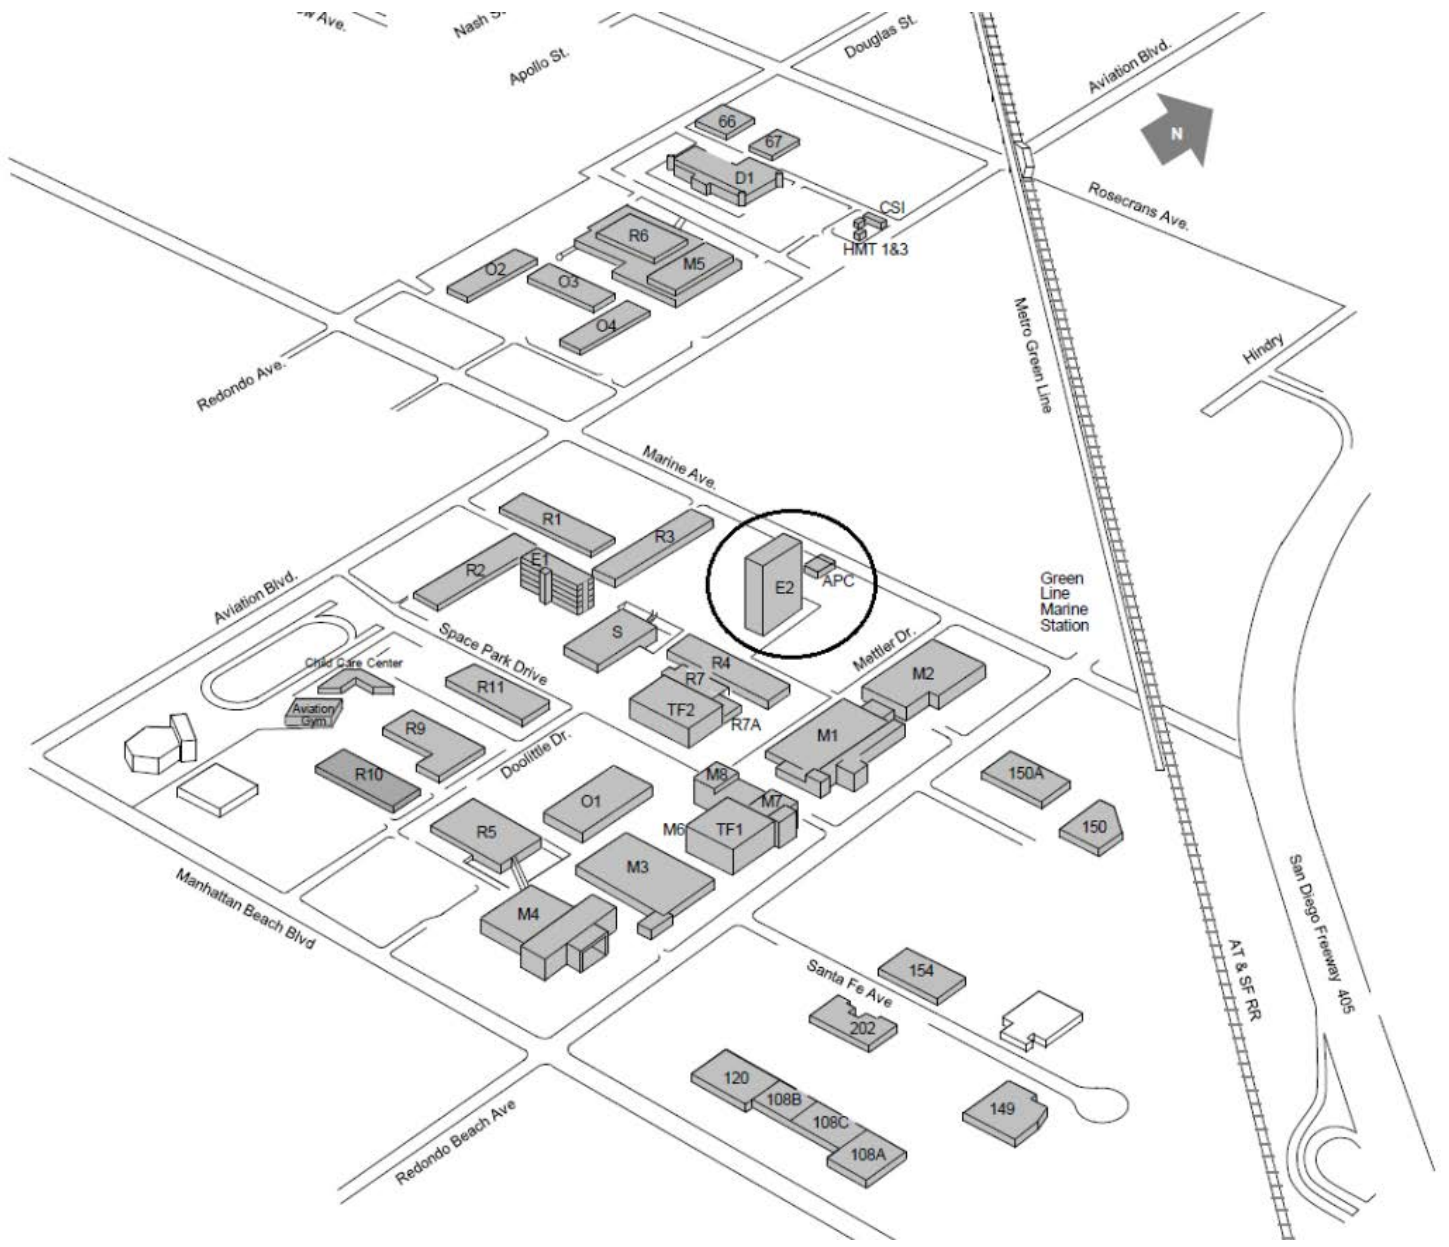 Ave.
Nash
Apollo St.
Douglas St.
Aviation Blvd.
N
66
67
D1
Rosecrans Ave.
CSI
HMT 1&3
R6
M5
O2
O3
O4
Metro Green Line
Hindry
Redondo Ave.
Marine Ave.
R1
R3
R2
E1
E2
APC
Green
Line
Marine
Station
Aviation Blvd.
Space Park Drive
S
Mettler Dr.
R4
M2
R7
Child Care Center
R11
TF2
R7A
Aviation
Gym
R9
M1
Doolittle Dr.
R10
M8
150A
O1
M7
R5
M6
TF1
150
M3
Manhattan Beach Blvd
M4
San Diego Freeway 405
AT & SF RR
Santa Fe Ave
154
202
120
108B
108C
149
108A
Redondo Beach Ave